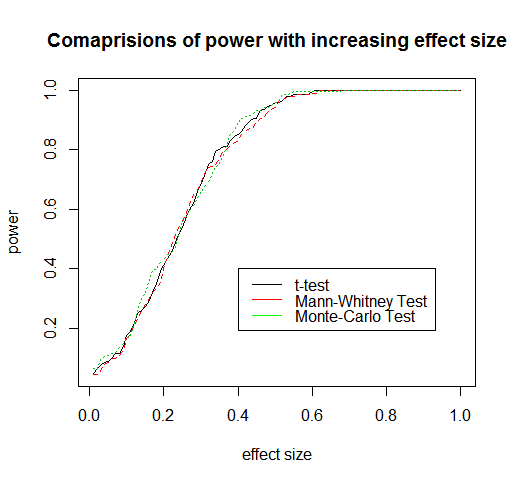 Comaprisions of power with increasing effect size
1.0
0.8
0.6
0.4
0.2
power
t-test
Mann-Whitney Test
Monte-Carlo Test
0.0 0.2 0.4 0.6 0.8 1.0
effect size